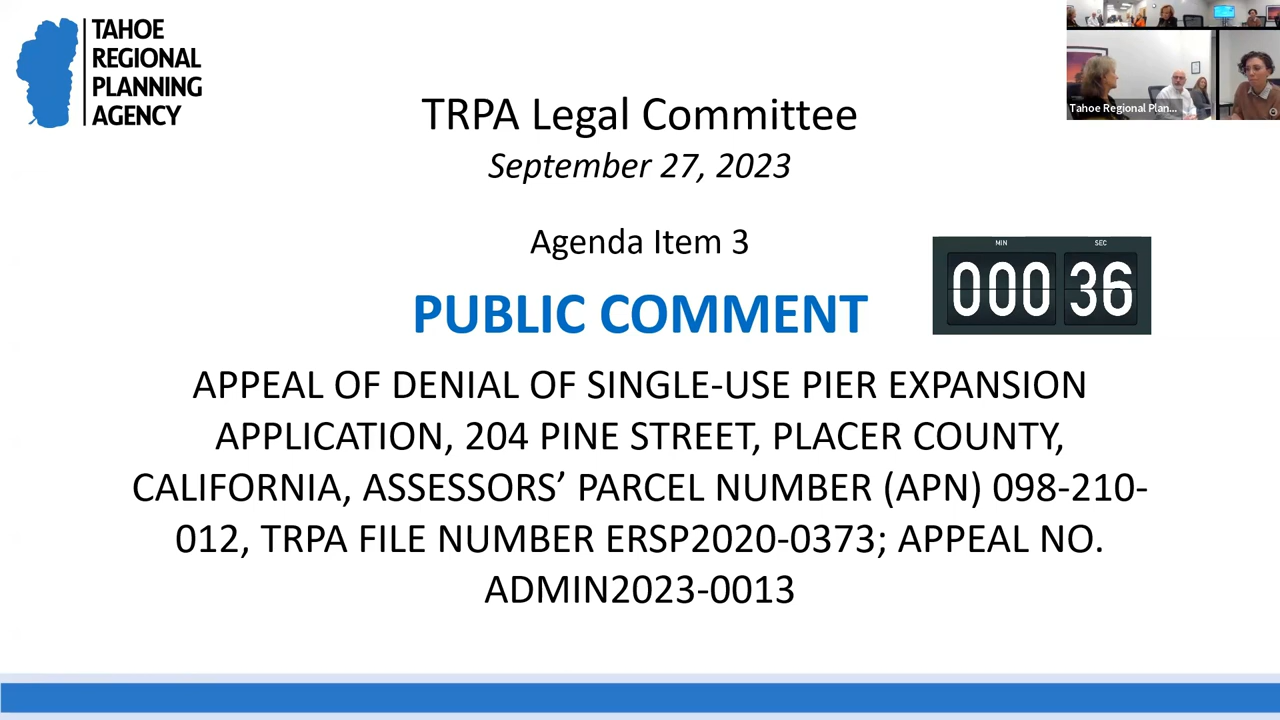 TAHOE
REGIONAL
PLANNING
AGENCY
Tahoe Regional Plan...
TRPA Legal Committee
September 27, 2023
Agenda Item 3
MIN SEC
000 36
PUBLIC COMMENT
APPEAL OF DENIAL OF SINGLE-USE PIER EXPANSION
APPLICATION, 204 PINE STREET, PLACER COUNTY,
CALIFORNIA, ASSESSORS’ PARCEL NUMBER (APN) 098-210-
012, TRPA FILE NUMBER ERSP2020-0373; APPEAL NO.
ADMIN2023-0013